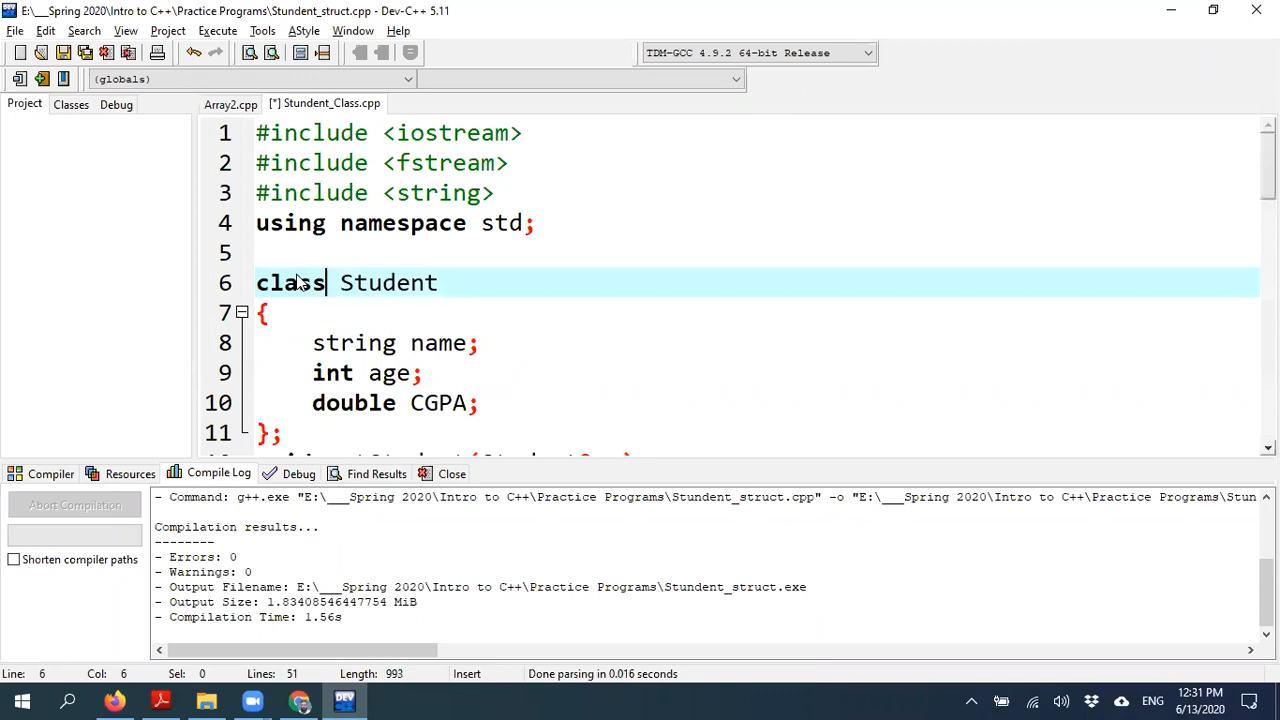 E:\___Spring 2020\Intro to C++\Practice Programs\Stundent_struct.cpp - Dev-C++ 5.11
File Edit Search View Project Execute Tools AStyle Window Help
TDM-GCC 4.9.2 64-bit Release
(globals)
Project Classes Debug Array2.cpp [*] Stundent_Class.cpp
1 #include <iostream>
2 #include <fstream>
3 #include <string>
4 using namespace std;
5
6 class Student
7 {
8 string name;
9 int age;
10 double CGPA;
11 };
Compiler Resources Compile Log Debug Find Results Close
Abort Compilation
Shorten compiler paths
- Command: g++.exe "E:\___Spring 2020\Intro to C++\Practice Programs\Stundent_struct.cpp" -o "E:\___Spring 2020\Intro to C++\Practice Programs\Stun
Compilation results...
--------
- Errors: 0
- Warnings: 0
- Output Filename: E:\___Spring 2020\Intro to C++\Practice Programs\Stundent_struct.exe
- Output Size: 1.83408546447754 MiB
- Compilation Time: 1.56s
Line: 6 Col: 6 Sel: 0 Lines: 51 Length: 993 Insert Done parsing in 0.016 seconds
DEV
ENG
12:31 PM
6/13/2020